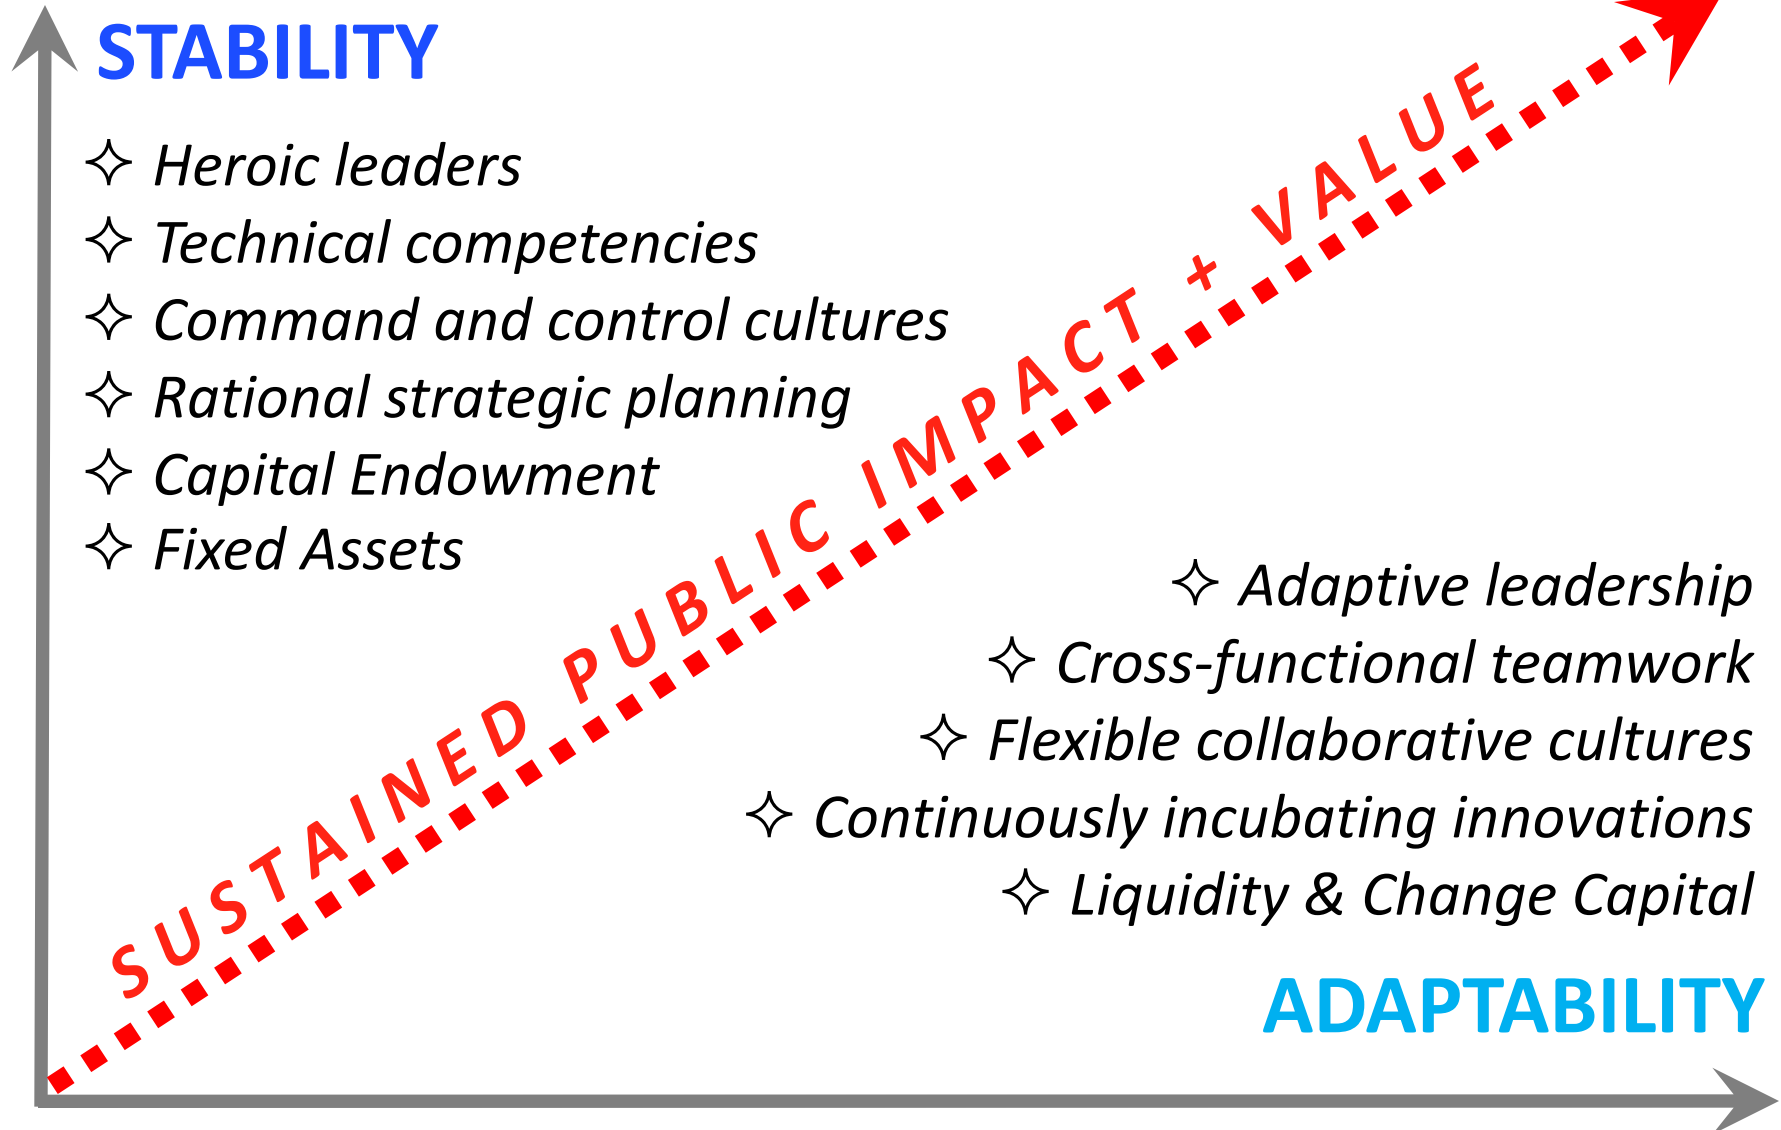 STABILITY
Heroic leaders
Technical competencies
Command and control cultures
Rational strategic planning
Capital Endowment
Fixed Assets
SUSTAINED PUBLIC IMPACT + VALUE
Adaptive leadership
Cross-functional teamwork
Flexible collaborative cultures
Continuously incubating innovations
Liquidity & Change Capital
ADAPTABILITY